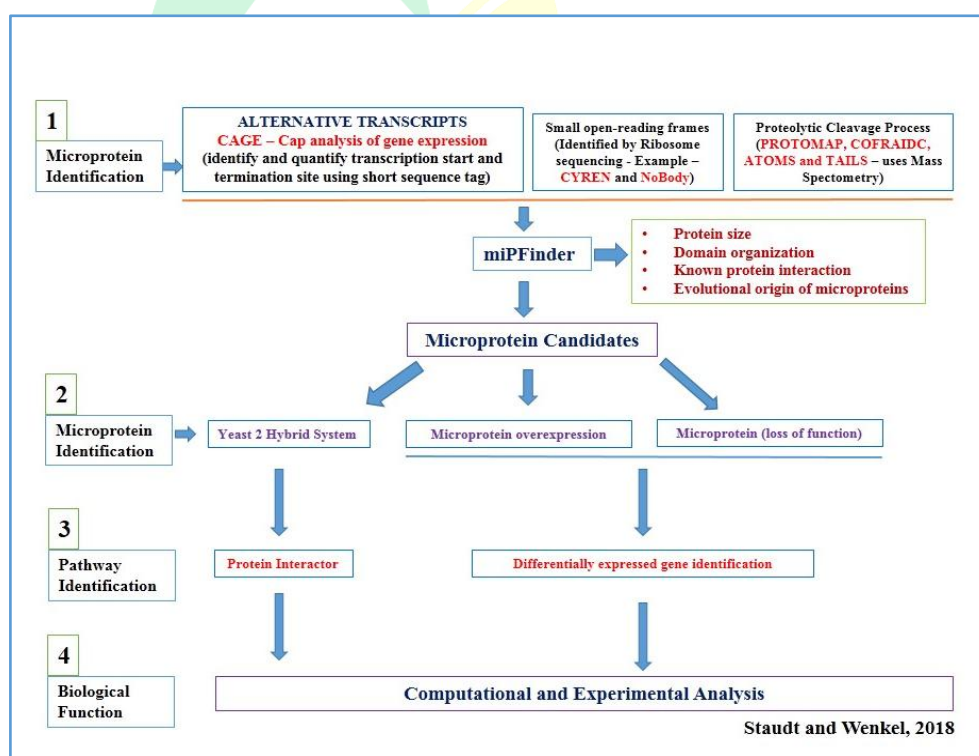 1
Microprotein
Identification
ALTERNATIVE TRANSCRIPTS
CAGE – Cap analysis of gene expression
(identify and quantify transcription start and
termination site using short sequence tag)
Small open-reading frames
(Identified by Ribosome
sequencing - Example –
CYREN and NoBody)
Proteolytic Cleavage Process
(PROTOMAP, COFRAIDC,
ATOMS and TAILS – uses Mass
Spectometry)
miPFinder
• Protein size
• Domain organization
• Known protein interaction
• Evolutional origin of microproteins
Microprotein Candidates
2
Microprotein
Identification
Yeast 2 Hybrid System
Microprotein overexpression
Microprotein (loss of function)
3
Pathway
Identification
Protein Interactor
Differentially expressed gene identification
4
Biological
Function
Computational and Experimental Analysis
Staudt and Wenkel, 2018